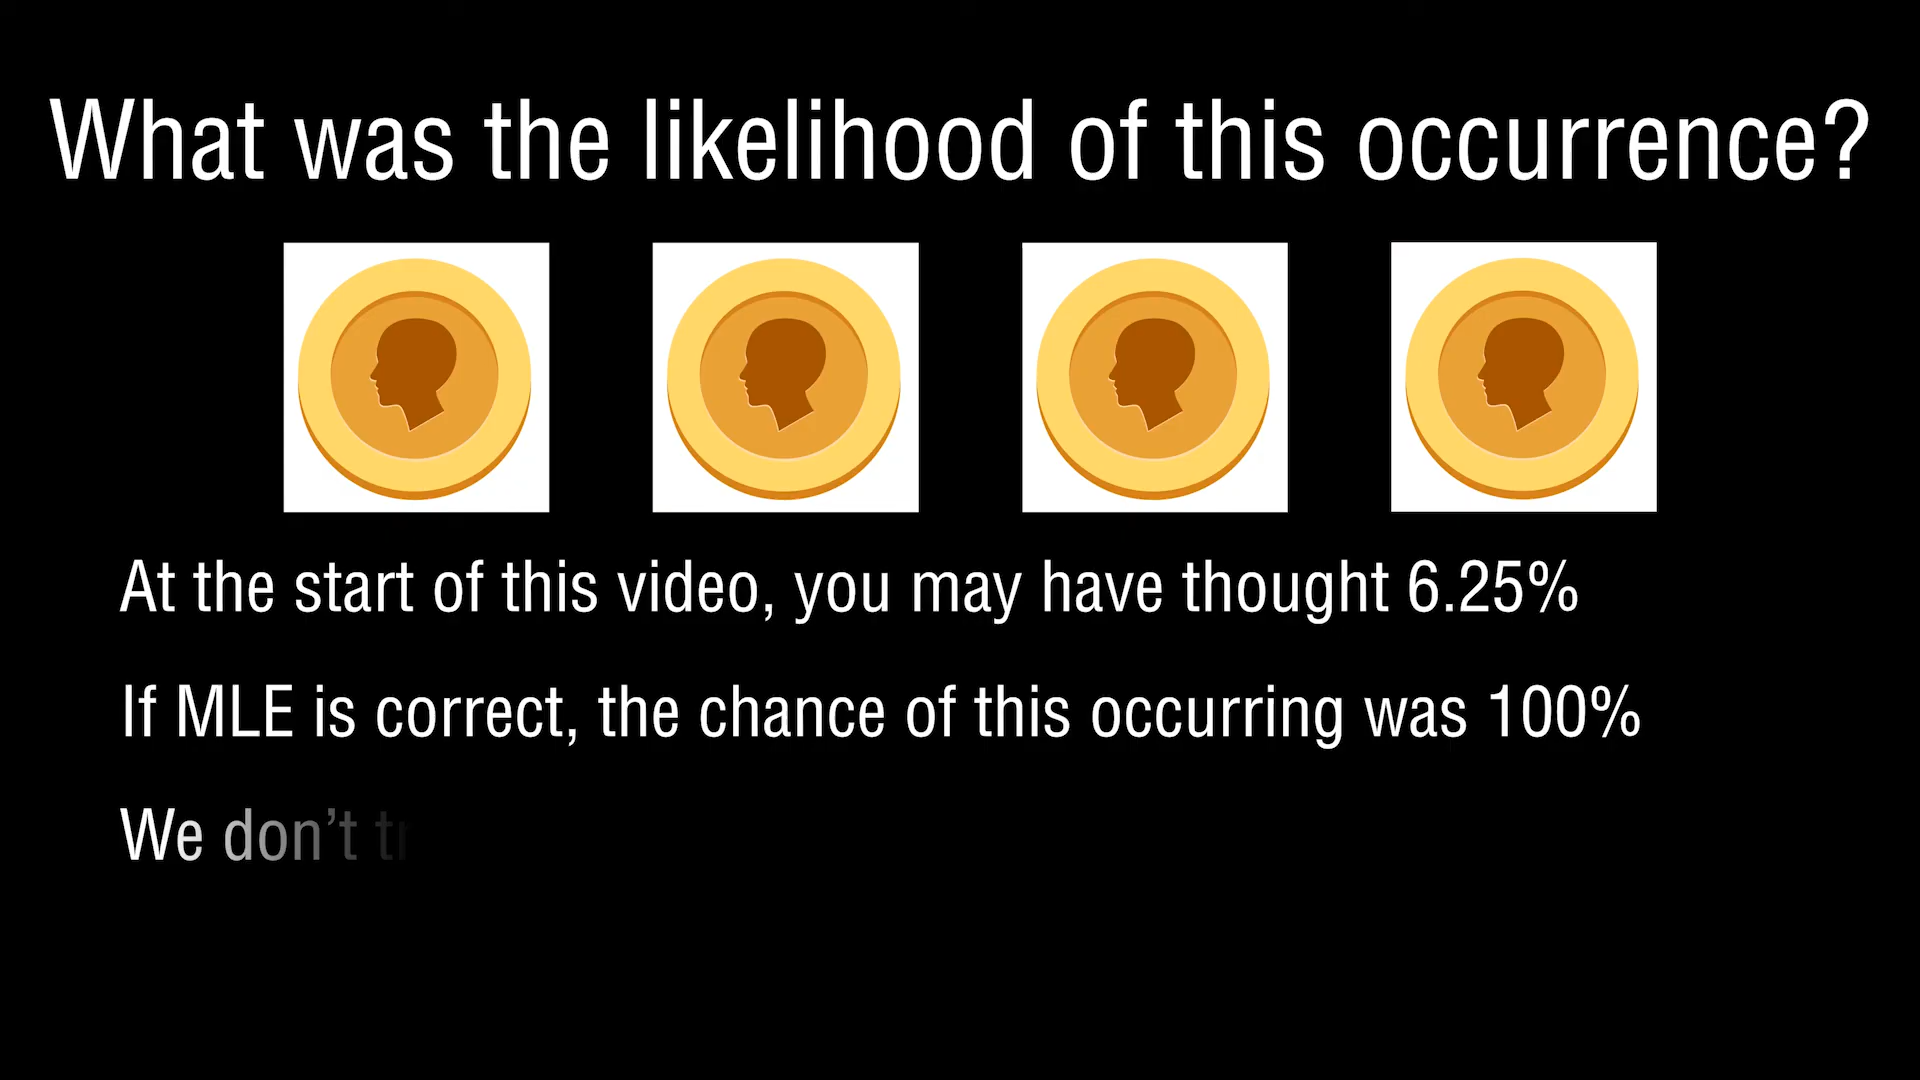 What was the likelihood of this occurrence?
At the start of this video, you may have thought 6.25%
If MLE is correct, the chance of this occurring was 100%
We don’t